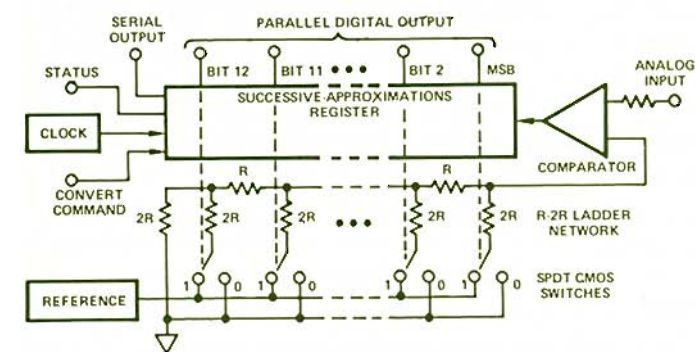 SERIAL
OUTPUT
PARALLEL DIGITAL OUTPUT
STATUS
BIT 12
BIT 11
BIT 2
MSB
ANALOG
INPUT
SUCCESSIVE-APPROXIMATIONS
REGISTER
CLOCK
COMPARATOR
CONVERT
COMMAND
R
R
2R
2R
2R
2R
2R
R-2R LADDER
NETWORK
1
0
1
0
1
0
1
0
SPDT CMOS
SWITCHES
REFERENCE